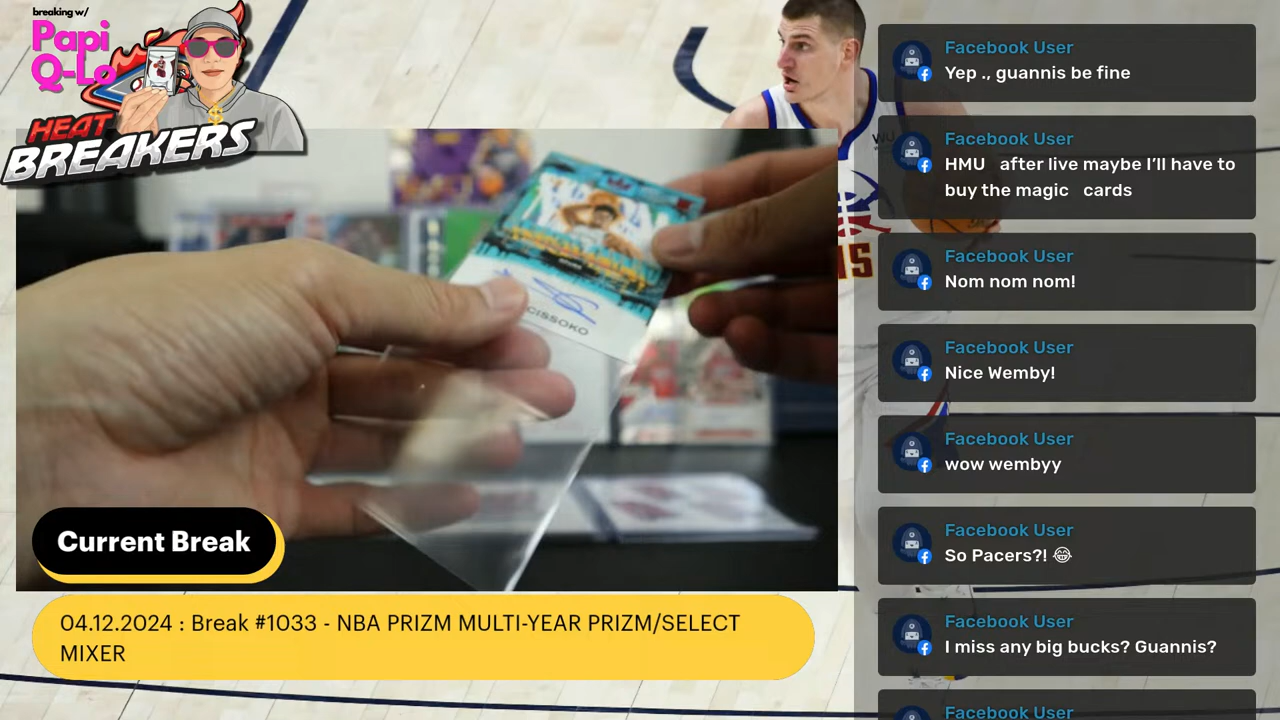 breaking w/
Papi
Q-Lo
HEAT
BREAKERS
CISSOKO
Current Break
04.12.2024 : Break #1033 - NBA PRIZM MULTI-YEAR PRIZM/SELECT
MIXER
Facebook User
Yep ., guannis be fine
Facebook User
HMU after live maybe I’ll have to
buy the magic cards
Facebook User
Nom nom nom!
Facebook User
Nice Wemby!
Facebook User
wow wembyy
Facebook User
So Pacers?! 😂
Facebook User
I miss any big bucks? Guannis?
Facebook User